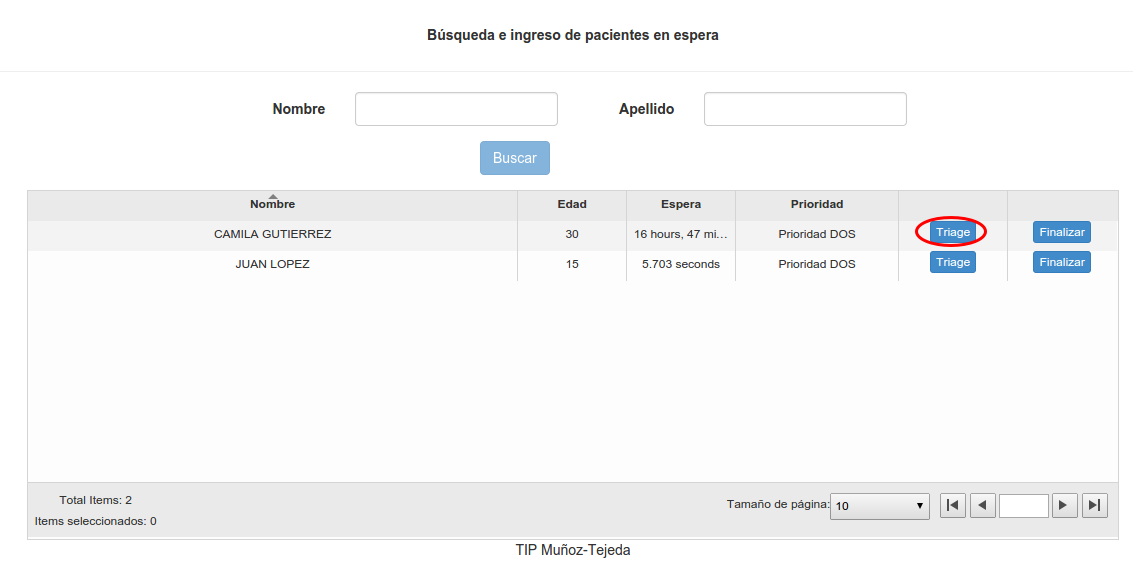 Búsqueda e ingreso de pacientes en espera
Nombre Apellido
Buscar
Nombre Edad Espera Prioridad
CAMILA GUTIERREZ 30 16 hours, 47 mi... Prioridad DOS Triage Finalizar
JUAN LOPEZ 15 5.703 seconds Prioridad DOS Triage Finalizar
Total Items: 2
Tamaño de página: 10
Items seleccionados: 0
TIP Muñoz-Tejeda